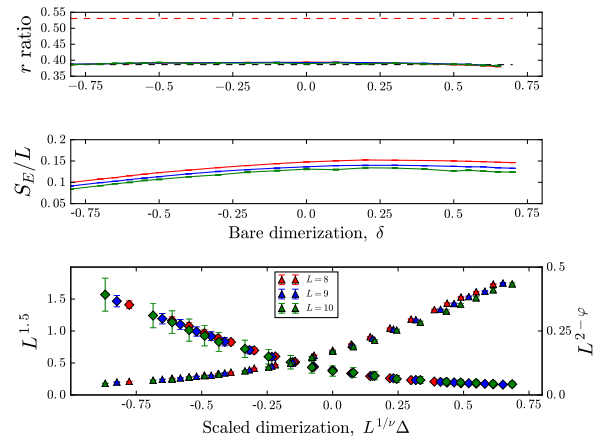 r ratio
0.55
0.50
0.45
0.40
0.35
−0.75 −0.5 −0.25 0.0 0.25 0.5 0.75
S_E/L
0.2
0.15
0.1
0.05
-0.75 −0.5 −0.25 0.0 0.25 0.5 0.75
Bare dimerization, δ
L^{1.5}
1.5
1.0
0.5
0.0
L = 8
L = 9
L = 10
0.5
0.25
0.0
L^{2−φ}
−0.75 −0.5 −0.25 0.0 0.25 0.5 0.75
Scaled dimerization, L^{1/ν}Δ